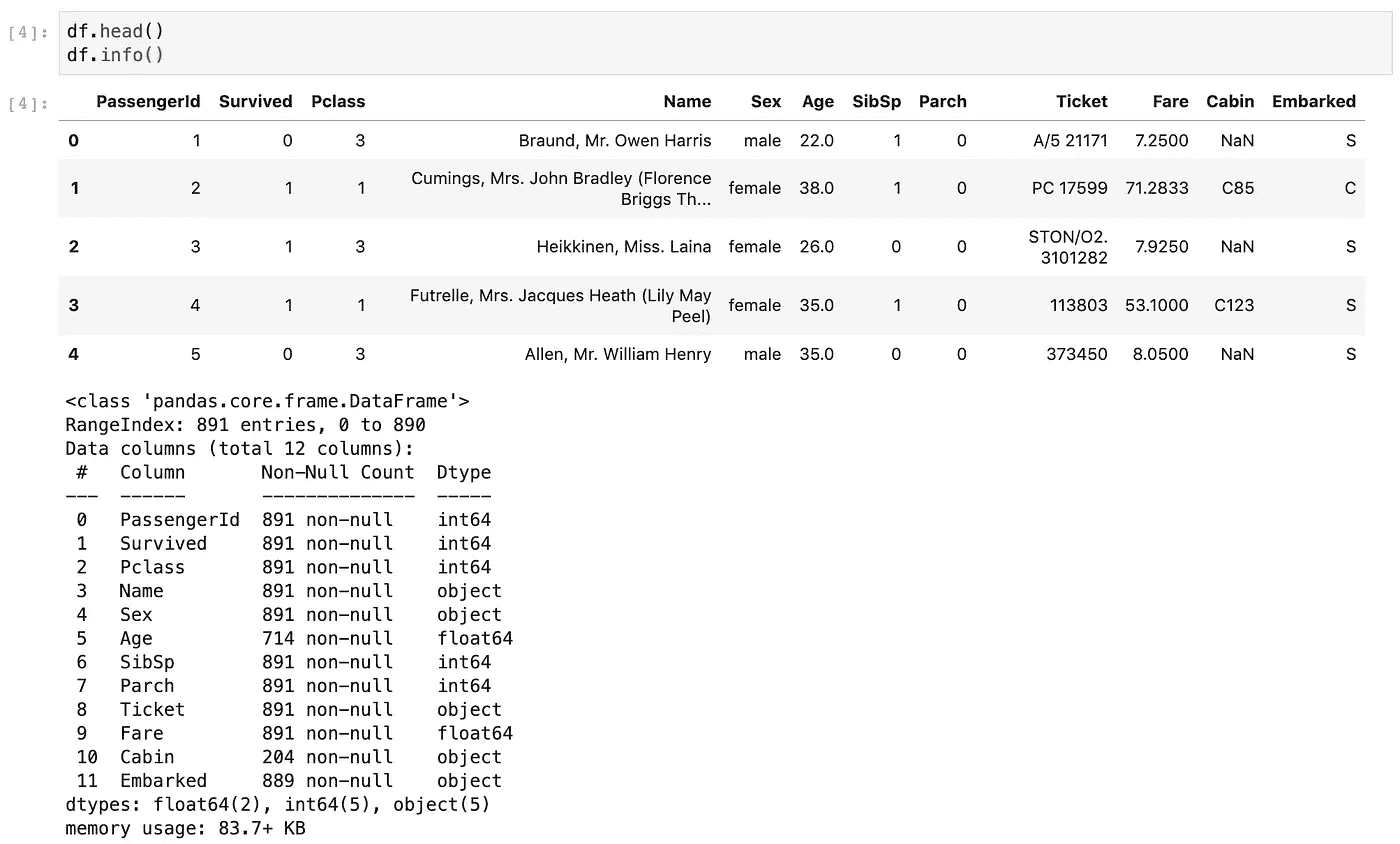 [4]: df.head()
df.info()
[4]: PassengerId Survived Pclass Name Sex Age SibSp Parch Ticket Fare Cabin Embarked
0 1 0 3 Braund, Mr. Owen Harris male 22.0 1 0 A/5 21171 7.2500 NaN S
1 2 1 1 Cumings, Mrs. John Bradley (Florence Briggs Th... female 38.0 1 0 PC 17599 71.2833 C85 C
2 3 1 3 Heikkinen, Miss. Laina female 26.0 0 0 STON/O2. 3101282 7.9250 NaN S
3 4 1 1 Futrelle, Mrs. Jacques Heath (Lily May Peel) female 35.0 1 0 113803 53.1000 C123 S
4 5 0 3 Allen, Mr. William Henry male 35.0 0 0 373450 8.0500 NaN S
<class 'pandas.core.frame.DataFrame'>
RangeIndex: 891 entries, 0 to 890
Data columns (total 12 columns):
 #   Column       Non-Null Count  Dtype
---  ------       --------------  -----
 0   PassengerId  891 non-null    int64
 1   Survived     891 non-null    int64
 2   Pclass       891 non-null    int64
 3   Name         891 non-null    object
 4   Sex          891 non-null    object
 5   Age          714 non-null    float64
 6   SibSp        891 non-null    int64
 7   Parch        891 non-null    int64
 8   Ticket       891 non-null    object
 9   Fare         891 non-null    float64
 10  Cabin        204 non-null    object
 11  Embarked     889 non-null    object
dtypes: float64(2), int64(5), object(5)
memory usage: 83.7+ KB